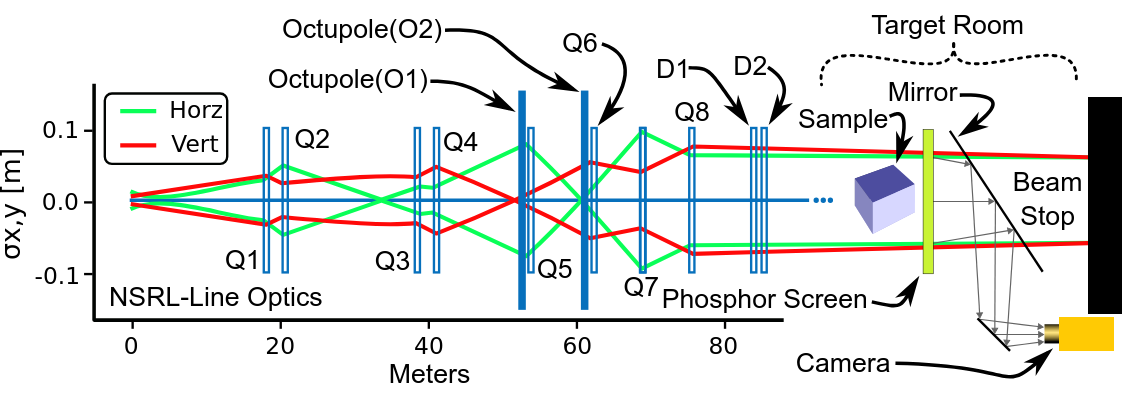 Target Room
Octupole(O2)
Q6
D1
D2
Octupole(O1)
Mirror
Horz
Vert
Q8
Sample
0.1
Q2
Q4
σx,y [m]
0.0
Beam
Stop
Q1
Q3
Q5
-0.1
Q7
NSRL-Line Optics
Phosphor Screen
0
20
40
60
80
Camera
Meters